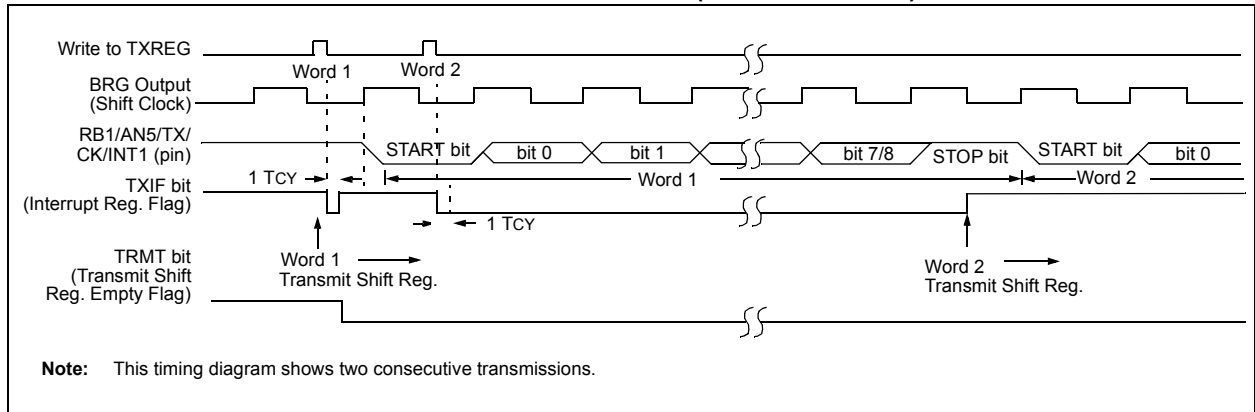 Write to TXREG
Word 1
Word 2
BRG Output
(Shift Clock)
RB1/AN5/TX/
CK/INT1 (pin)
START bit
bit 0
bit 1
bit 7/8
STOP bit
START bit
bit 0
1 TCY
Word 1
Word 2
TXIF bit
(Interrupt Reg. Flag)
1 TCY
Word 1
Transmit Shift Reg.
Word 2
Transmit Shift Reg.
TRMT bit
(Transmit Shift
Reg. Empty Flag)
Note: This timing diagram shows two consecutive transmissions.